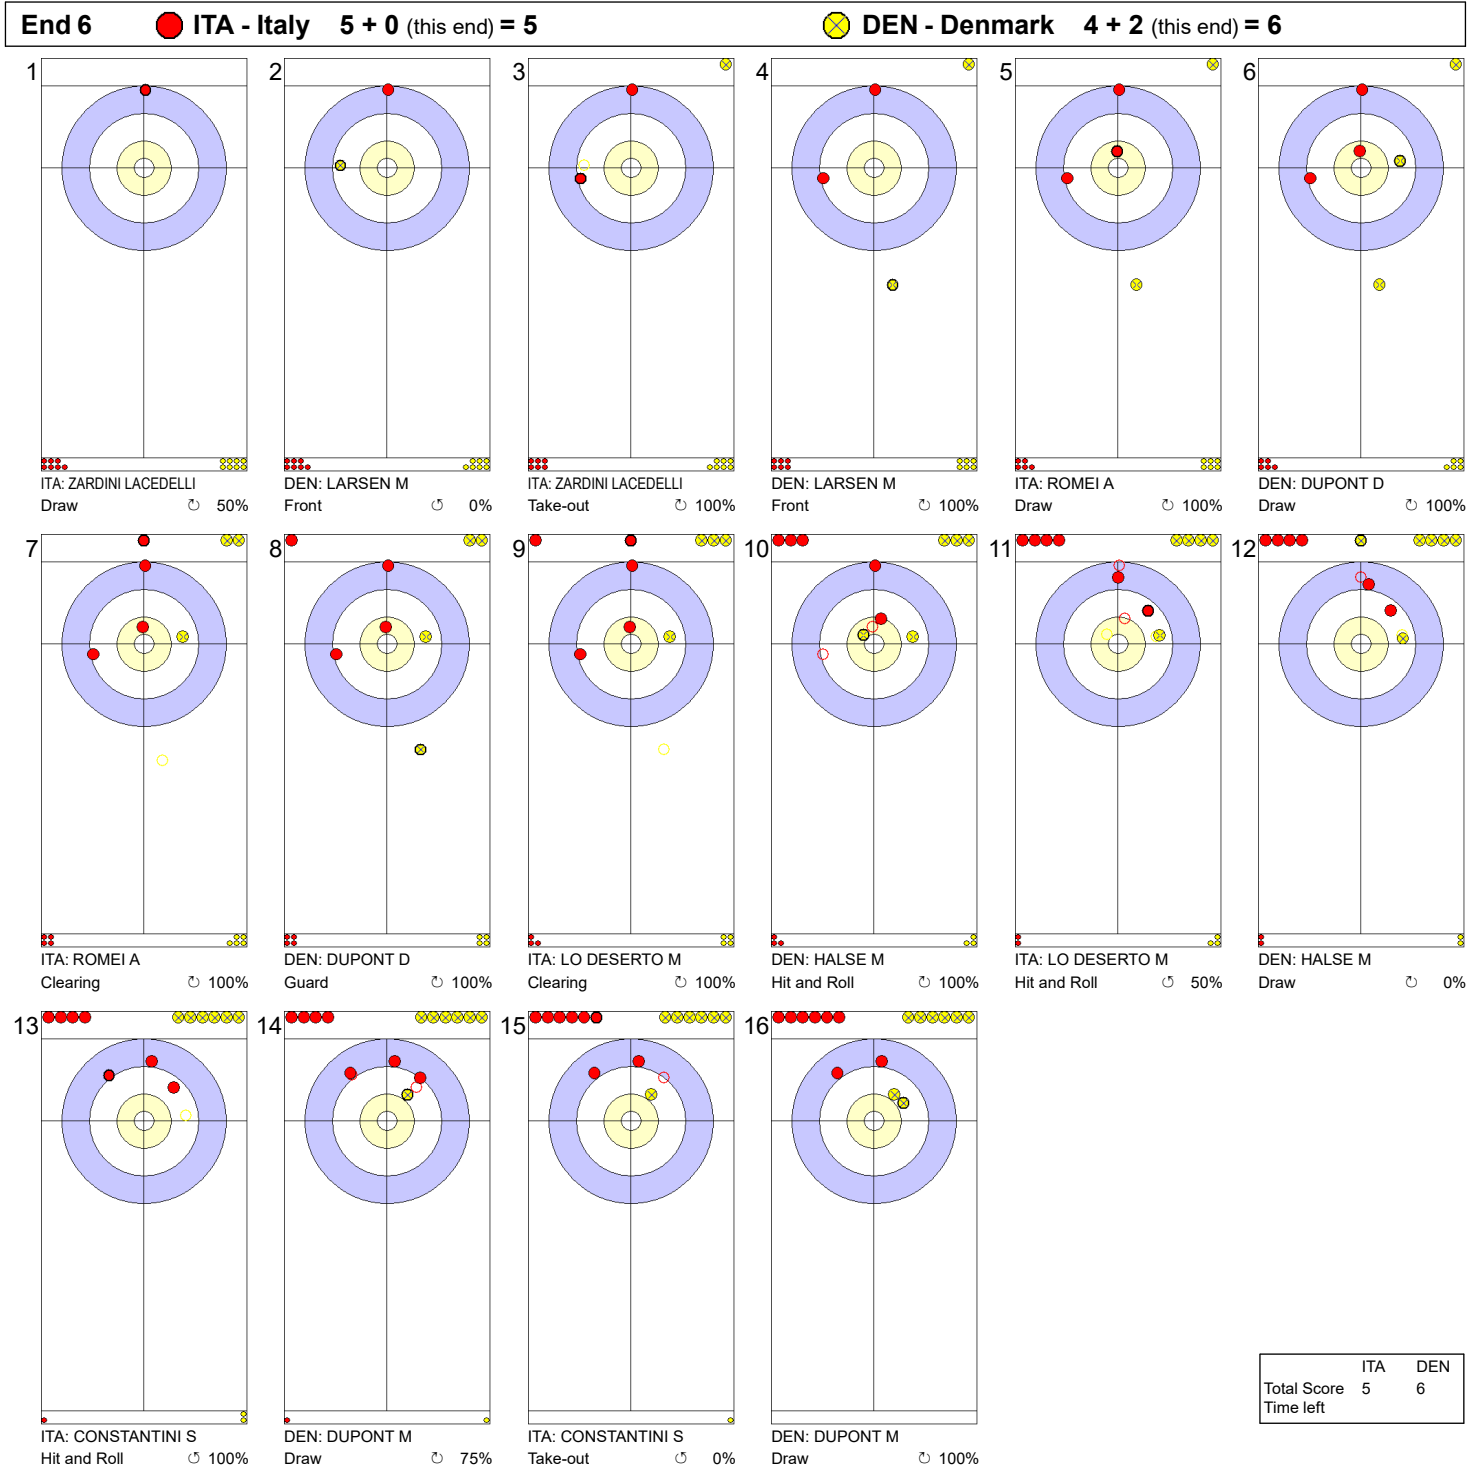 End 6 ITA - Italy 5 + 0 (this end) = 5 DEN - Denmark 4 + 2 (this end) = 6
1 2 3 4 5 6
ITA: ZARDINI LACEDELLI DEN: LARSEN M ITA: ZARDINI LACEDELLI DEN: LARSEN M ITA: ROMEI A DEN: DUPONT D
Draw ↻ 50% Front ↺ 0% Take-out ↻ 100% Front ↻ 100% Draw ↻ 100% Draw ↻ 100%
7 8 9 10 11 12
ITA: ROMEI A DEN: DUPONT D ITA: LO DESERTO M DEN: HALSE M ITA: LO DESERTO M DEN: HALSE M
Clearing ↻ 100% Guard ↻ 100% Clearing ↻ 100% Hit and Roll ↻ 100% Hit and Roll ↺ 50% Draw ↻ 0%
13 14 15 16
ITA: CONSTANTINI S DEN: DUPONT M ITA: CONSTANTINI S DEN: DUPONT M
Hit and Roll ↺ 100% Draw ↺ 75% Take-out ↺ 0% Draw ↺ 100%
ITA DEN
Total Score 5 6
Time left